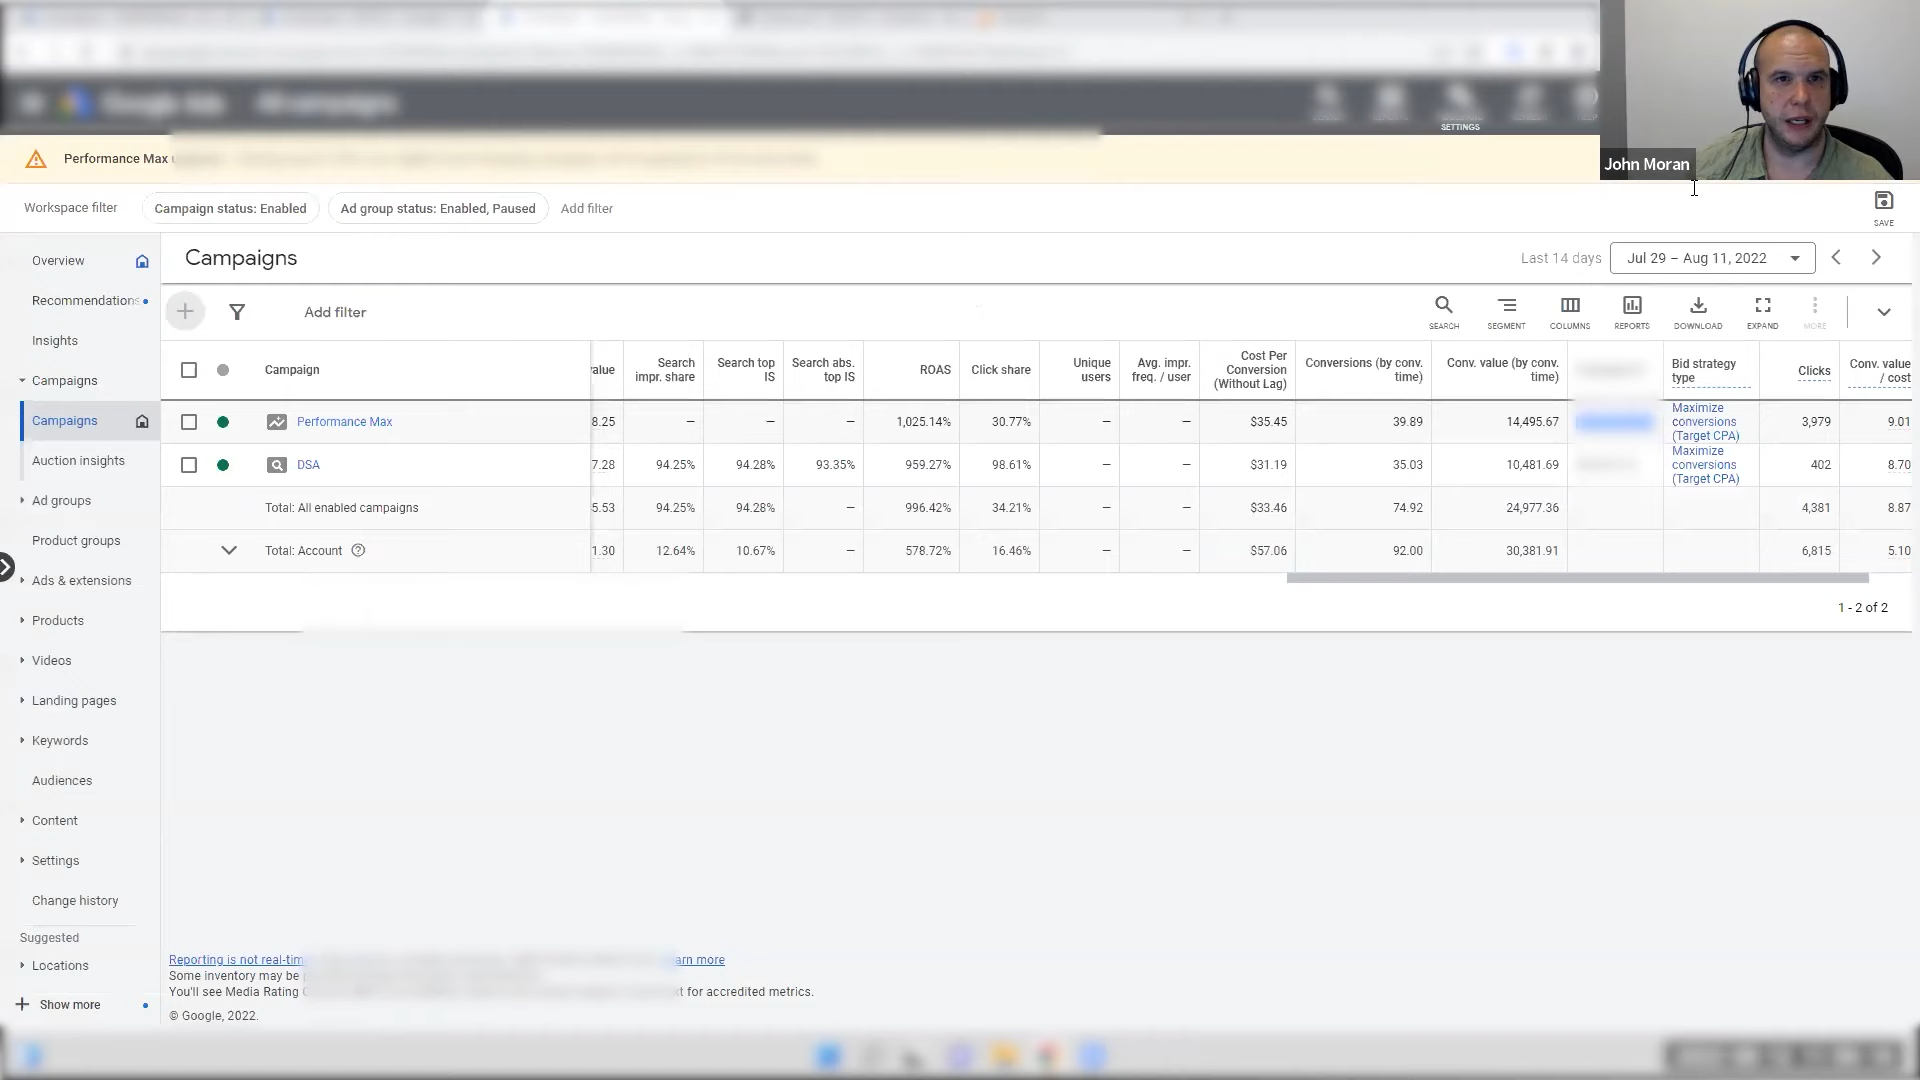 SETTINGS
John Moran
Performance Max
Workspace filter
Campaign status: Enabled
Ad group status: Enabled, Paused
Add filter
SAVE
Overview
Recommendations
Insights
Campaigns
Campaigns
Auction insights
Ad groups
Product groups
Ads & extensions
Products
Videos
Landing pages
Keywords
Audiences
Content
Settings
Change history
Suggested
Locations
Show more
Campaigns
Last 14 days
Jul 29 – Aug 11, 2022
Add filter
SEARCH
SEGMENT
COLUMNS
REPORTS
DOWNLOAD
EXPAND
MORE
Campaign
Search
impr. share
Search top
IS
Search abs.
top IS
ROAS
Click share
Unique
users
Avg. impr.
freq. / user
Cost Per
Conversion
(Without Lag)
Conversions (by conv.
time)
Conv. value (by conv.
time)
Bid strategy
type
Clicks
Conv. value
/ cost
Performance Max 8.25 — — — 1,025.14% 30.77% — — $35.45 39.89 14,495.67
Maximize
conversions
(Target CPA)
3,979 9.01
DSA 7.28 94.25% 94.28% 93.35% 959.27% 98.61% — — $31.19 35.03 10,481.69
Maximize
conversions
(Target CPA)
402 8.70
Total: All enabled campaigns 5.53 94.25% 94.28% — 996.42% 34.21% — — $33.46 74.92 24,977.36 4,381 8.87
Total: Account 1.30 12.64% 10.67% — 578.72% 16.46% — — $57.06 92.00 30,381.91 6,815 5.10
1 - 2 of 2
Reporting is not
Some inventory may be
You'll see Media Rating for accredited metrics.
more
© Google, 2022.